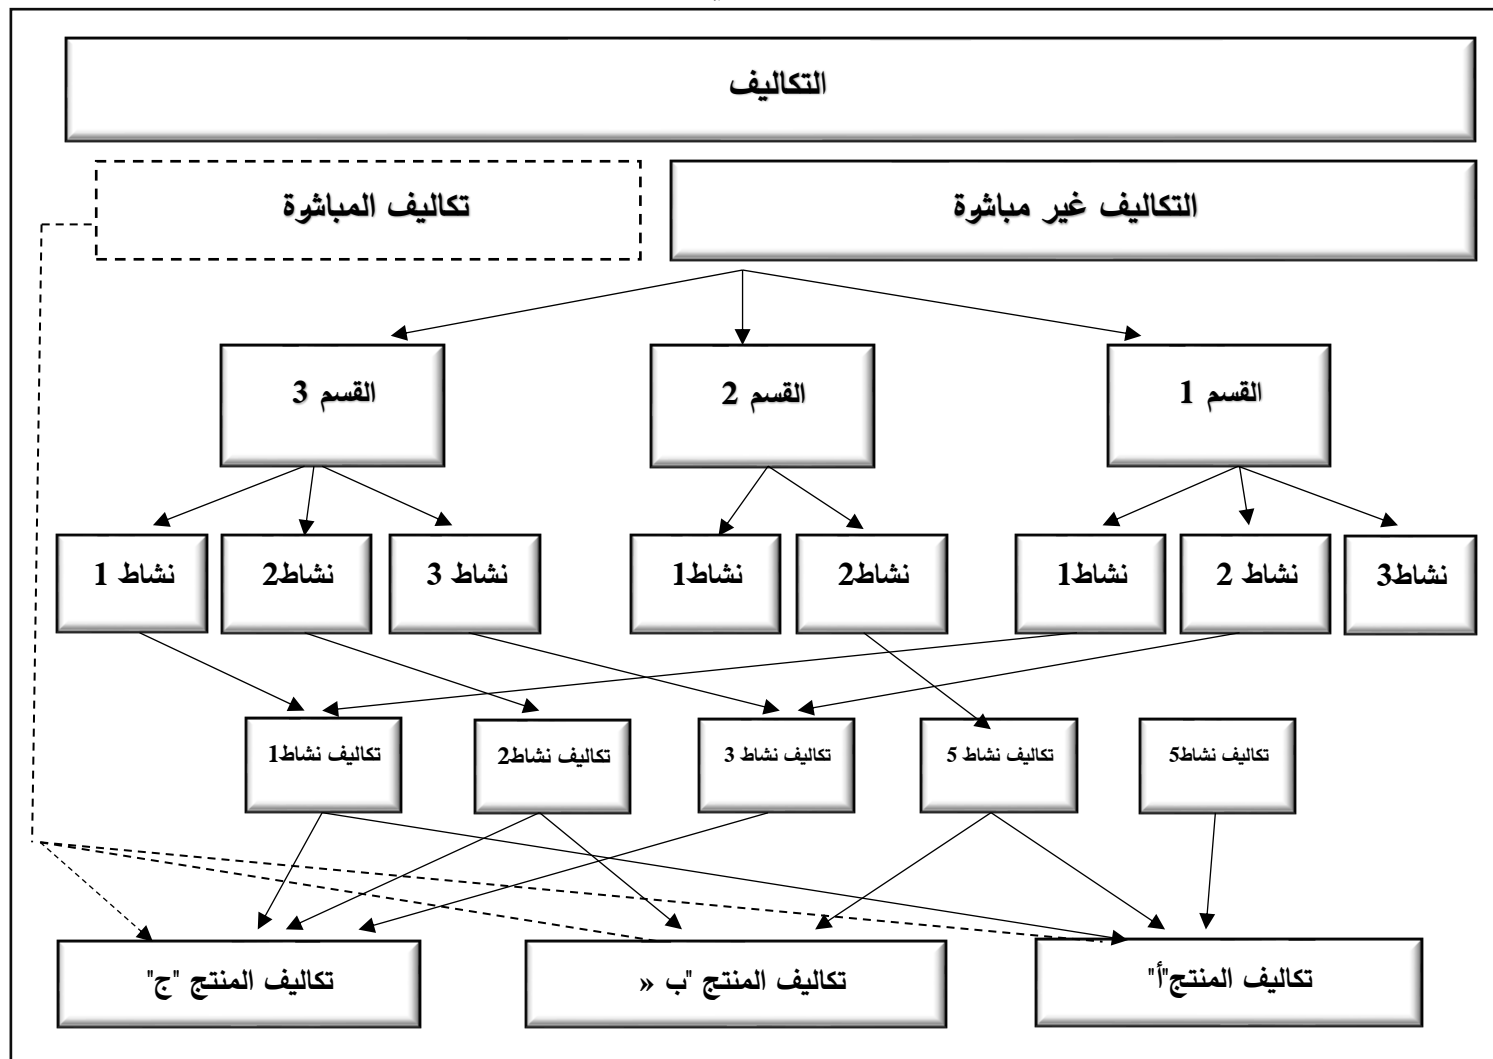 التكاليف
التكاليف غير مباشرة
تكاليف المباشرة
القسم 1
القسم 2
القسم 3
نشاط3
نشاط 2
نشاط1
نشاط2
نشاط1
نشاط 3
نشاط2
نشاط 1
تكاليف نشاط5
تكاليف نشاط 5
تكاليف نشاط 3
تكاليف نشاط2
تكاليف نشاط1
تكاليف المنتج"أ"
تكاليف المنتج "ب «
تكاليف المنتج "ج"